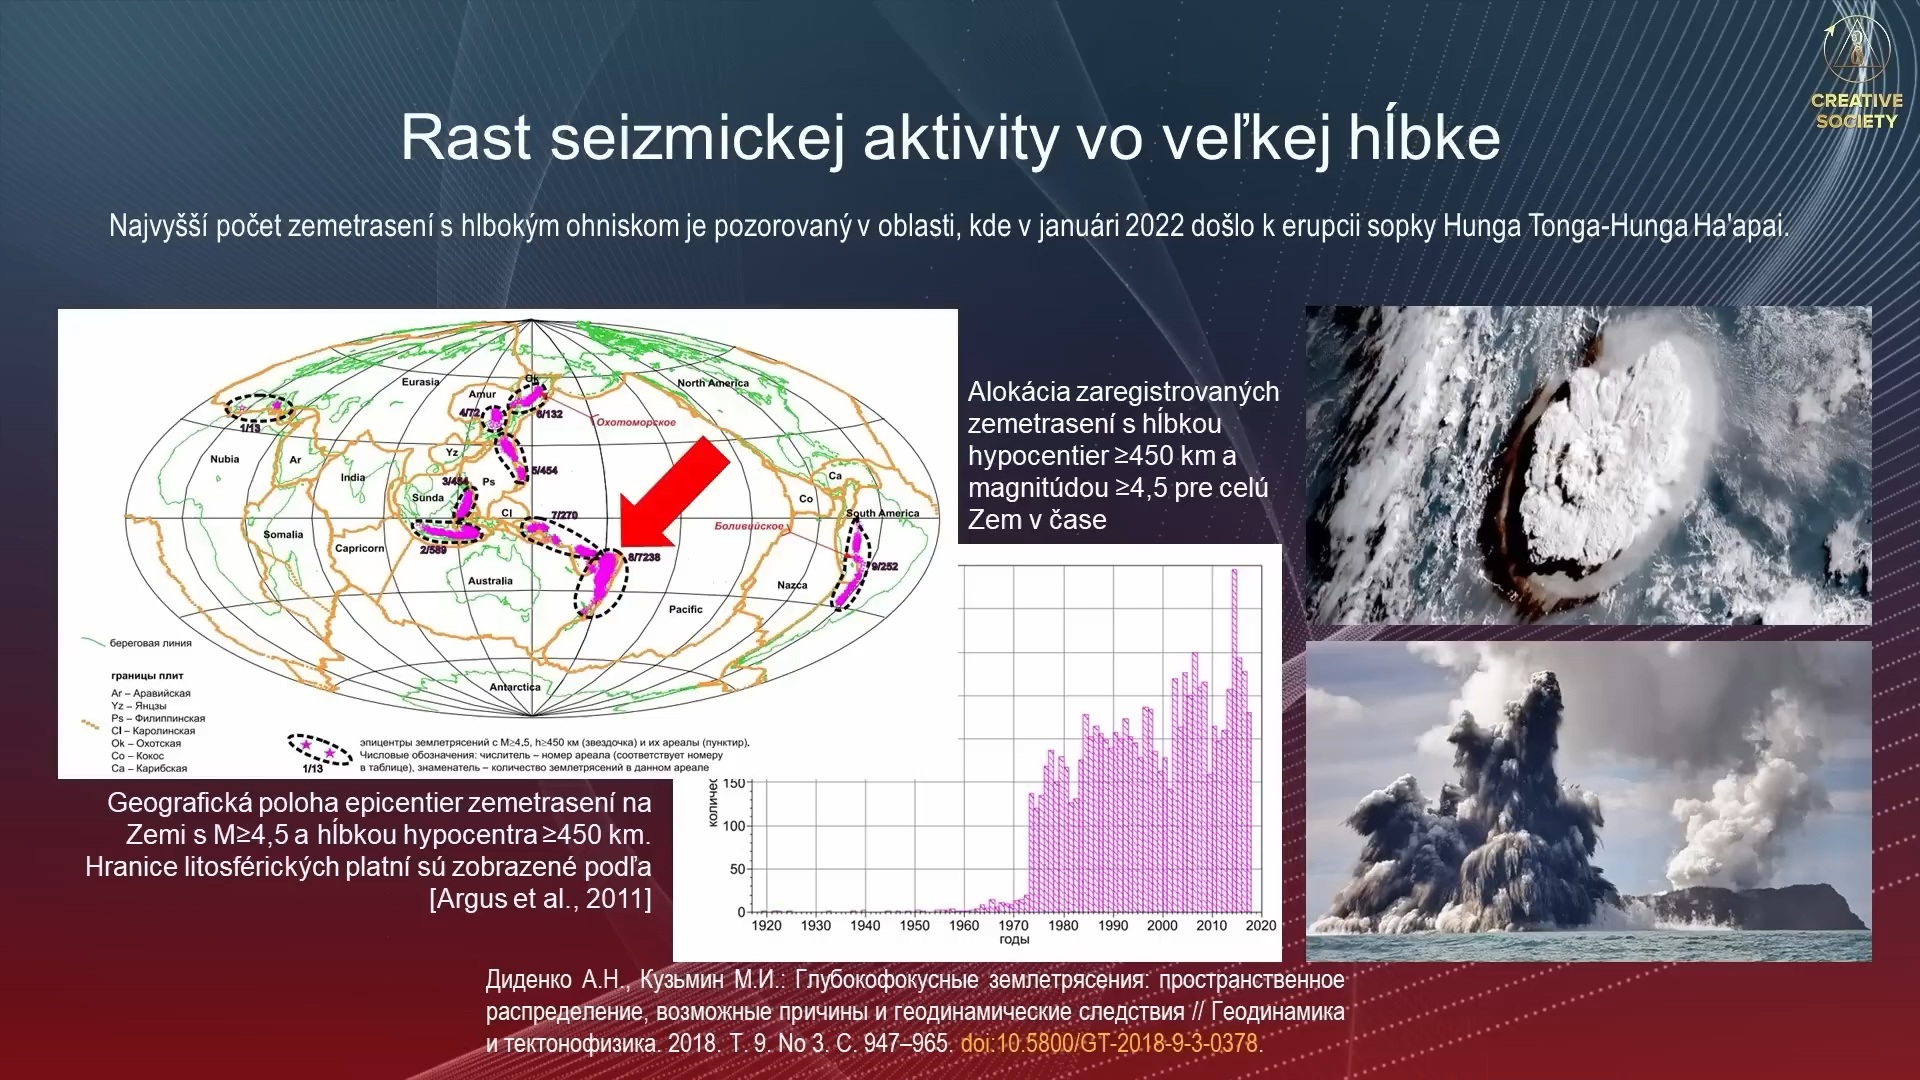 CREATIVE
SOCIETY
Rast seizmickej aktivity vo veľkej hĺbke
Najvyšší počet zemetrasení s hlbokým ohniskom je pozorovaný v oblasti, kde v januári 2022 došlo k erupcii sopky Hunga Tonga-Hunga Ha'apai.
Eurasia
Ok
North America
Amur
4/72
6/132
1/13
Охотоморское
Nubia
Ar
Yz
5/454
India
3/484
Ps
Ca
Sunda
Co
CI
7/270
South America
Боливийское
Somalia
Capricorn
2/589
8/7238
9/252
Australia
Nazca
Pacific
Antarctica
береговая линия
границы плит
Ar – Аравийская
Yz – Янцзы
Ps – Филиппинская
CI – Каролинская
Ok – Охотская
Co – Кокос
Ca – Карибская
1/13
эпицентры землетрясений с M≥4,5, h≥450 км (звездочка) и их ареалы (пунктир).
Числовые обозначения: числитель – номер ареала (соответствует номеру
в таблице), знаменатель – количество землетрясений в данном ареале
Alokácia zaregistrovaných
zemetrasení s hĺbkou
hypocentier ≥450 km a
magnitúdou ≥4,5 pre celú
Zem v čase
Geografická poloha epicentier zemetrasení na
Zemi s M≥4,5 a hĺbkou hypocentra ≥450 km.
Hranice litosférických platní sú zobrazené podľa
[Argus et al., 2011]
150
100
50
0
1920 1930 1940 1950 1960 1970 1980 1990 2000 2010 2020
годы
Диденко А.Н., Кузьмин М.И.: Глубокофокусные землетрясения: пространственное
распределение, возможные причины и геодинамические следствия // Геодинамика
и тектонофизика. 2018. Т. 9. No 3. С. 947–965. doi:10.5800/GT-2018-9-3-0378.